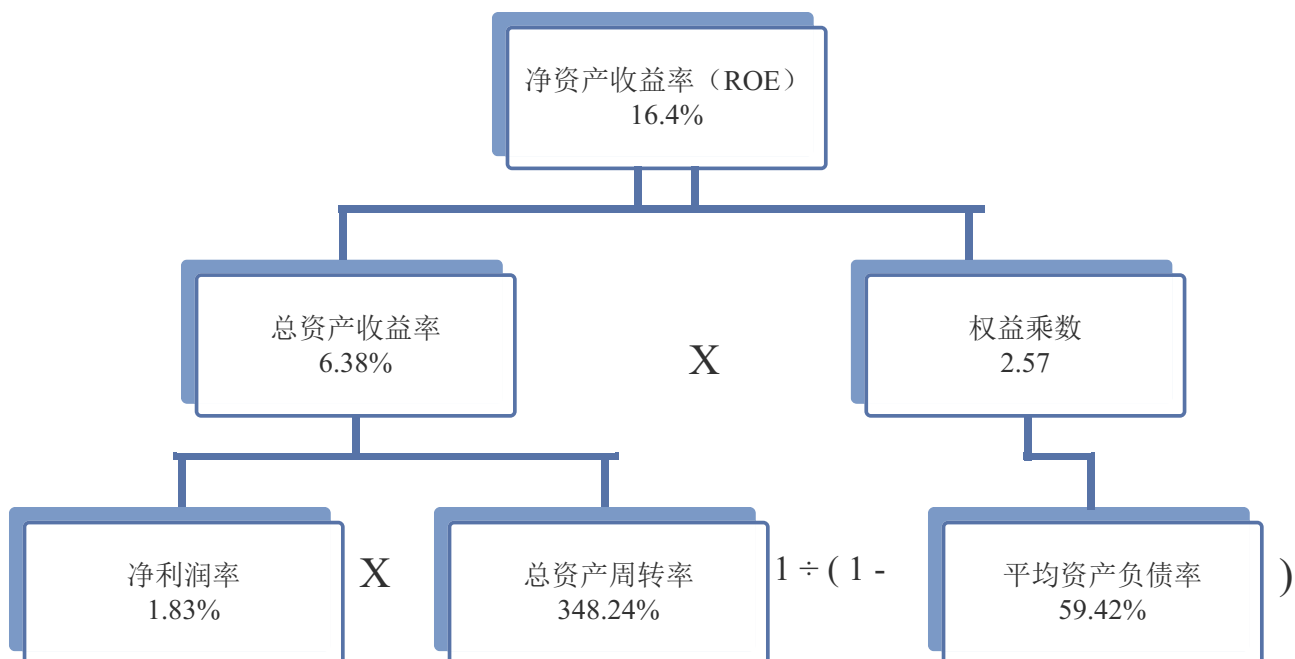 净资产收益率（ROE）
16.4%
总资产收益率
6.38%
X
权益乘数
2.57
净利润率
1.83%
X
总资产周转率
348.24%
1 ÷ ( 1 -
平均资产负债率
59.42%
)